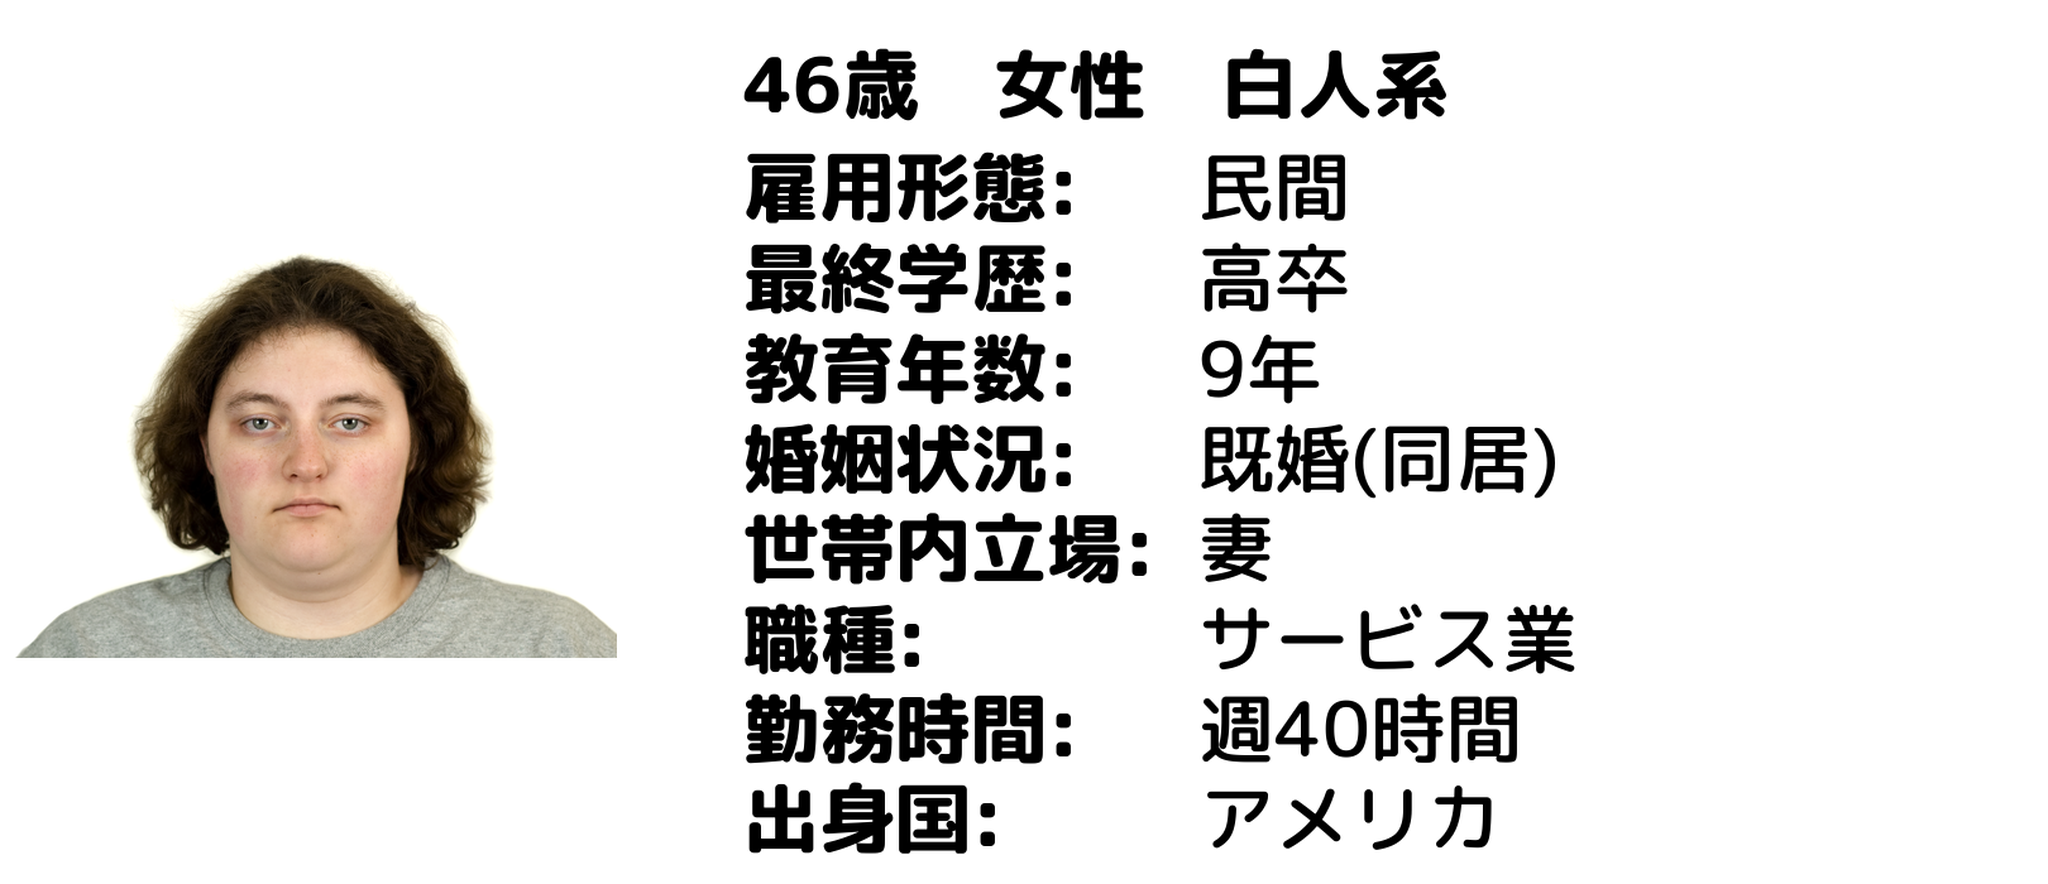 46歳　女性　白人系
雇用形態:　民間
最終学歴:　高卒
教育年数:　9年
婚姻状況:　既婚(同居)
世帯内立場:　妻
職種:　サービス業
勤務時間:　週40時間
出身国:　アメリカ